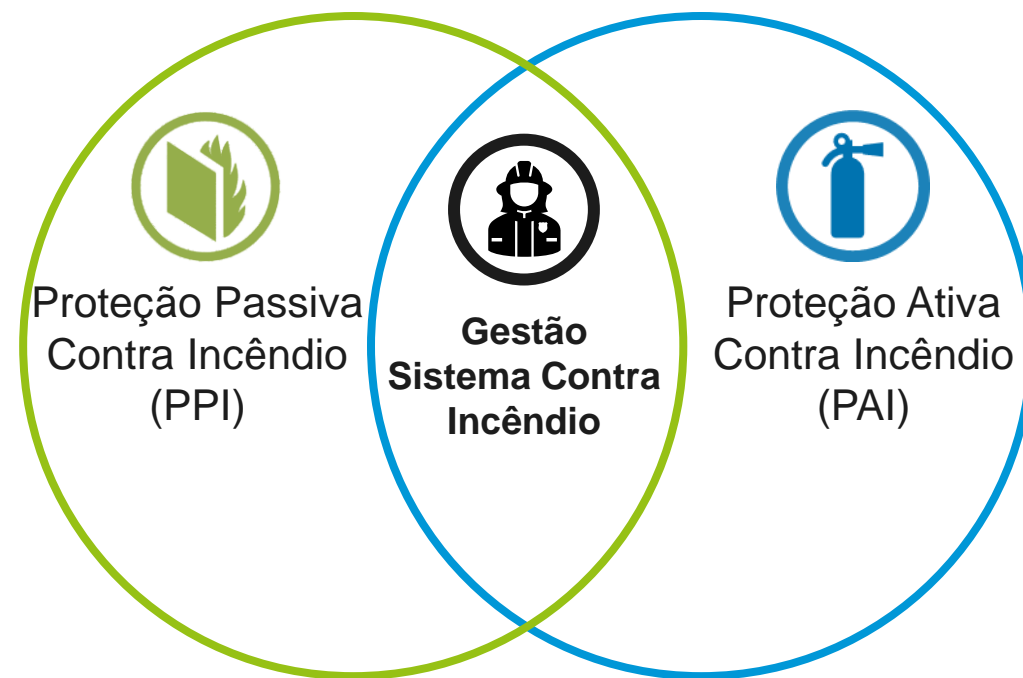 Proteção Passiva
Contra Incêndio
(PPI)
Gestão
Sistema Contra
Incêndio
Proteção Ativa
Contra Incêndio
(PAI)